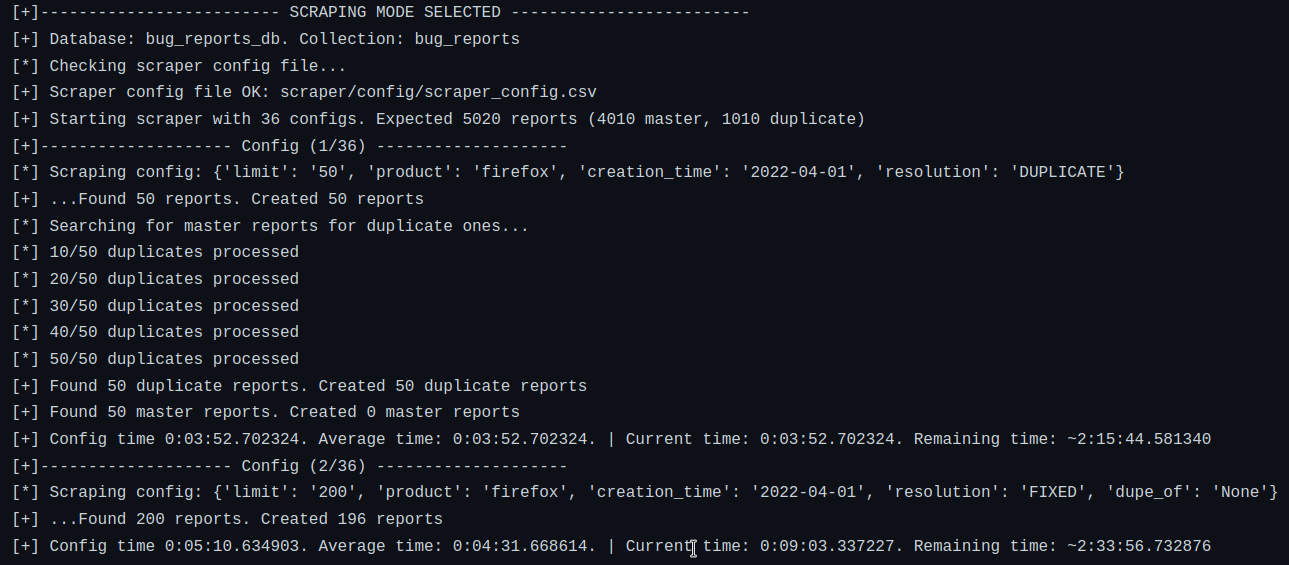 [+]------------------------- SCRAPING MODE SELECTED -------------------------
[+] Database: bug_reports_db. Collection: bug_reports
[*] Checking scraper config file...
[+] Scraper config file OK: scraper/config/scraper_config.csv
[+] Starting scraper with 36 configs. Expected 5020 reports (4010 master, 1010 duplicate)
[+]-------------------- Config (1/36) --------------------
[*] Scraping config: {'limit': '50', 'product': 'firefox', 'creation_time': '2022-04-01', 'resolution': 'DUPLICATE'}
[+] ...Found 50 reports. Created 50 reports
[*] Searching for master reports for duplicate ones...
[*] 10/50 duplicates processed
[*] 20/50 duplicates processed
[*] 30/50 duplicates processed
[*] 40/50 duplicates processed
[*] 50/50 duplicates processed
[+] Found 50 duplicate reports. Created 50 duplicate reports
[+] Found 50 master reports. Created 0 master reports
[+] Config time 0:03:52.702324. Average time: 0:03:52.702324. | Current time: 0:03:52.702324. Remaining time: ~2:15:44.581340
[+]-------------------- Config (2/36) --------------------
[*] Scraping config: {'limit': '200', 'product': 'firefox', 'creation_time': '2022-04-01', 'resolution': 'FIXED', 'dupe_of': 'None'}
[+] ...Found 200 reports. Created 196 reports
[+] Config time 0:05:10.634903. Average time: 0:04:31.668614. | Current time: 0:09:03.337227. Remaining time: ~2:33:56.732876